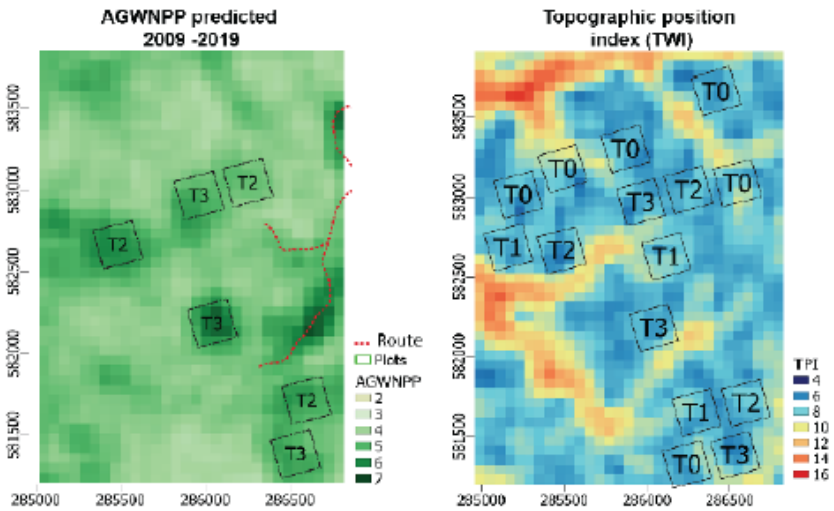 AGWNPP predicted
2009 -2019
583500
583000
582500
582000
581500
T3
T2
T2
T3
T2
T3
Route
Plots
AGWNPP
2
3
4
5
6
7
285000
285500
286000
286500
Topographic position
index (TWI)
583500
583000
582500
582000
581500
T0
T0
T0
T0
T3
T2
T0
T1
T2
T1
T3
T1
T2
T0
T3
TPI
4
6
8
10
12
14
16
285000
285500
286000
286500